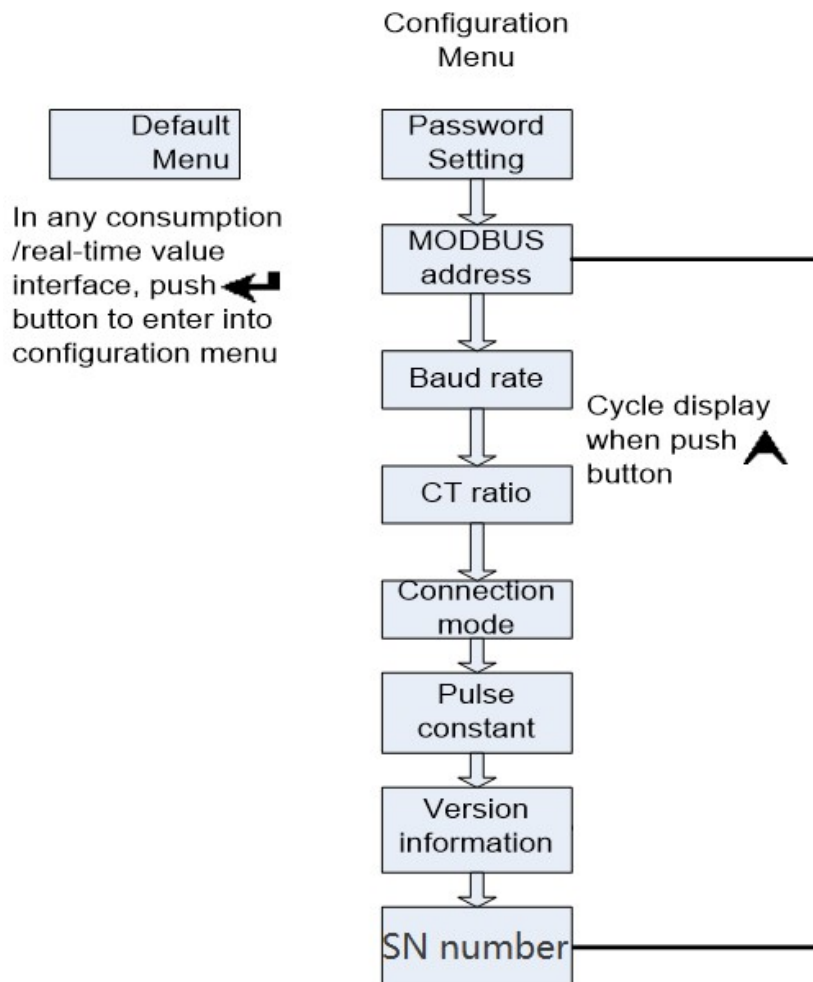 Configuration
Menu
Default
Menu
In any consumption
/real-time value
interface, push
button to enter into
configuration menu
Password
Setting
MODBUS
address
Baud rate
Cycle display
when push
button
CT ratio
Connection
mode
Pulse
constant
Version
information
SN number